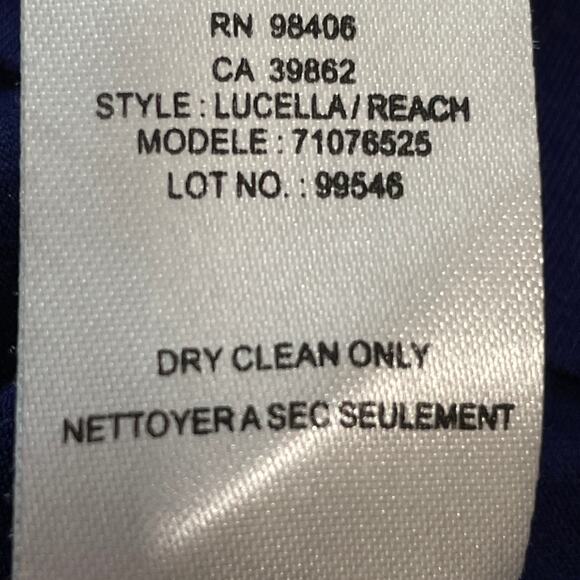 RN 98406
CA 39862
STYLE : LUCELLA / REACH
MODELE : 71076525
LOT NO. : 99546
DRY CLEAN ONLY
NETTOYER A SEC SEULEMENT